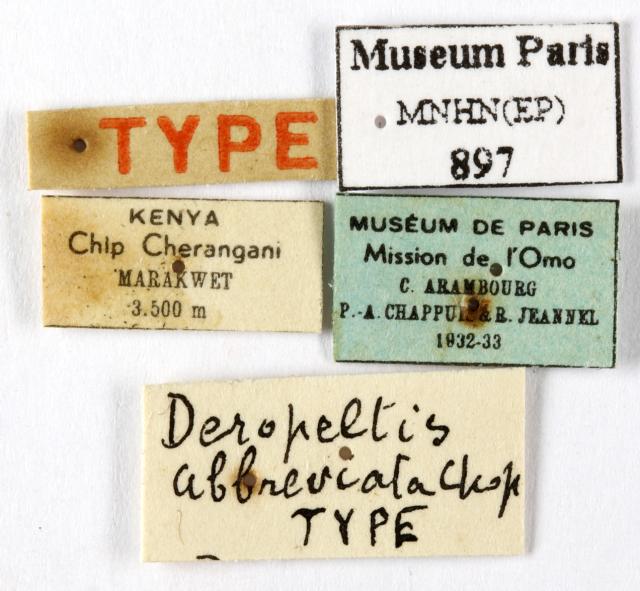 TYPE
Museum Paris
MNHN(EP)
897
KENYA
Chlp Cherangani
MARAKWET
3.500 m
MUSÉUM DE PARIS
Mission de l'Omo
C. ARAMBOURG
P.-A. CHAPPUIS & R. JEANNEL
1932-33
Deropeltis
abbreviata Chop
TYPE